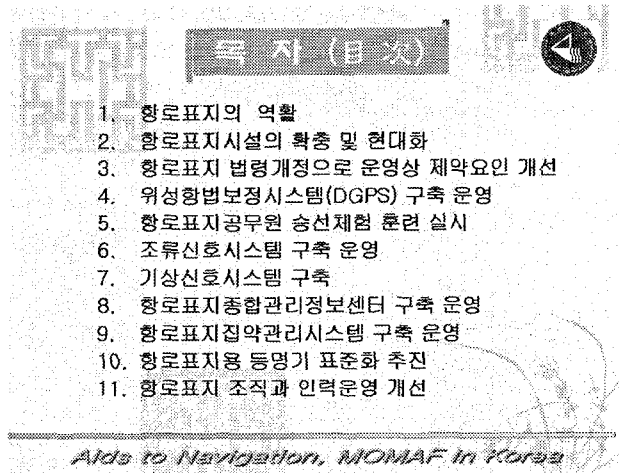 목 차 (目 次)
1. 항로표지의 역할
2. 항로표지시설의 확충 및 현대화
3. 항로표지 법령개정으로 운영상 제약요인 개선
4. 위성항법보정시스템(DGPS) 구축 운영
5. 항로표지공무원 승선체험 훈련 실시
6. 조류신호시스템 구축 운영
7. 기상신호시스템 구축
8. 항로표지종합관리정보센터 구축 운영
9. 항로표지집약관리시스템 구축 운영
10. 항로표지용 등명기 표준화 추진
11. 항로표지 조직과 인력운영 개선
Aids to Navigation, MOMAF in Korea